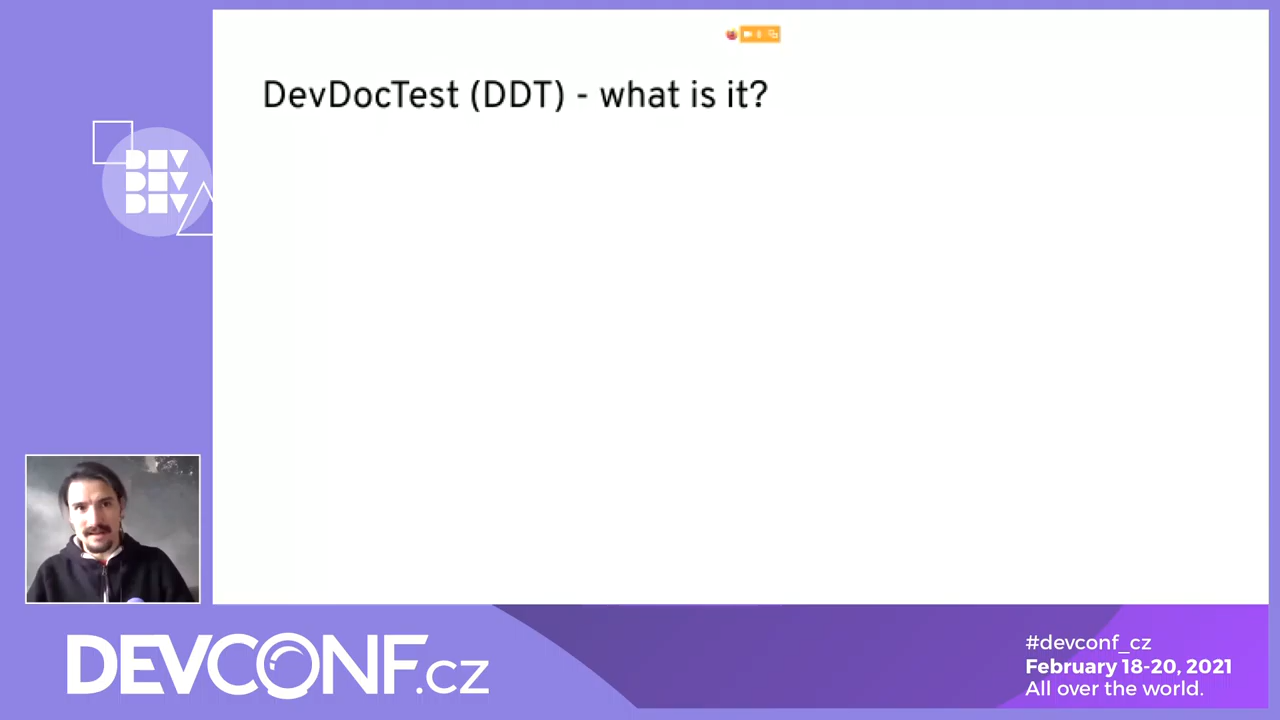 DevDocTest (DDT) - what is it?
DEV
DEV
DEV
DEVCONF.cz
#devconf_cz
February 18-20, 2021
All over the world.